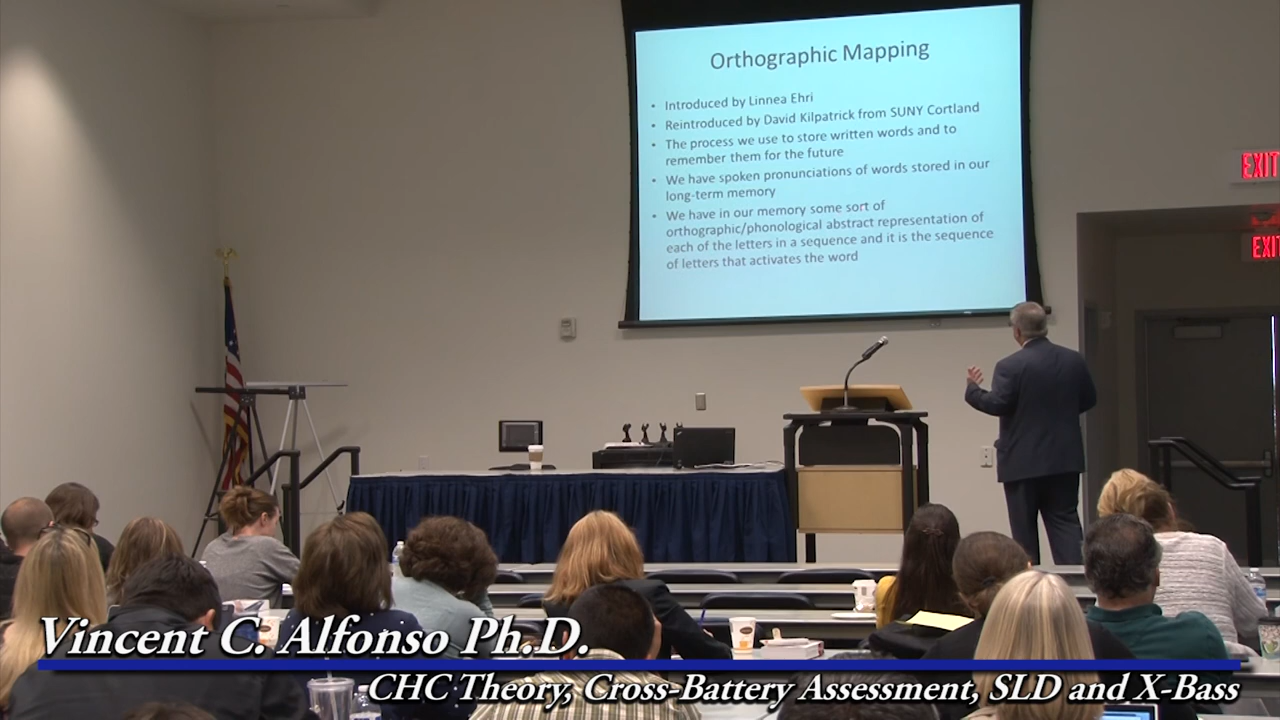 Orthographic Mapping
• Introduced by Linnea Ehri
• Reintroduced by David Kilpatrick from SUNY Cortland
• The process we use to store written words and to
remember them for the future
• We have spoken pronunciations of words stored in our
long-term memory
• We have in our memory some sort of
orthographic/phonological abstract representation of
each of the letters in a sequence and it is the sequence
of letters that activates the word
EXIT
EXIT
Vincent C. Alfonso Ph.D.
CHC Theory, Cross-Battery Assessment, SLD and X-Bass